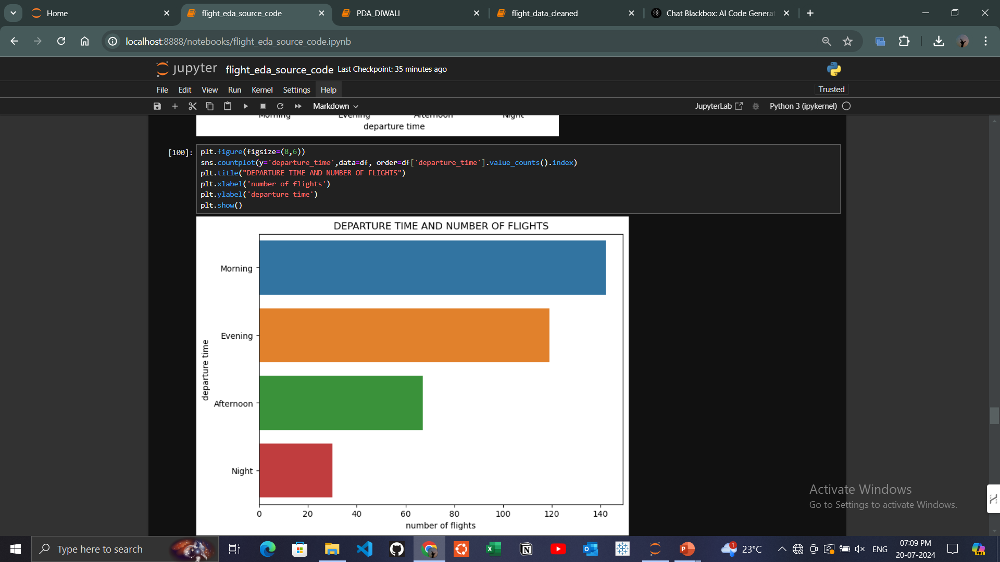 Home
flight_eda_source_code
PDA_DIWALI
flight_data_cleaned
Chat Blackbox: AI Code Generat
localhost:8888/notebooks/flight_eda_source_code.ipynb
jupyter flight_eda_source_code Last Checkpoint: 35 minutes ago
File Edit View Run Kernel Settings Help
Trusted
Markdown
JupyterLab
Python 3 (ipykernel)
Morning Evening Afternoon Night
departure time
[100]:
plt.figure(figsize=(8,6))
sns.countplot(y='departure_time',data=df, order=df['departure_time'].value_counts().index)
plt.title("DEPARTURE TIME AND NUMBER OF FLIGHTS")
plt.xlabel('number of flights')
plt.ylabel('departure time')
plt.show()
DEPARTURE TIME AND NUMBER OF FLIGHTS
Morning
Evening
Afternoon
Night
departure time
0 20 40 60 80 100 120 140
number of flights
Activate Windows
Go to Settings to activate Windows.
Type here to search
1
23°C
ENG
07:09 PM
20-07-2024
PRE